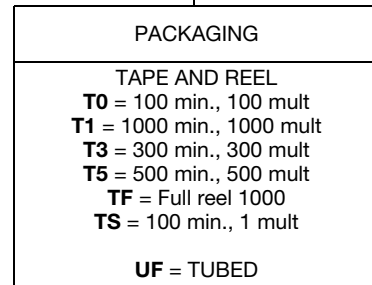 PACKAGING
TAPE AND REEL
T0 = 100 min., 100 mult
T1 = 1000 min., 1000 mult
T3 = 300 min., 300 mult
T5 = 500 min., 500 mult
TF = Full reel 1000
TS = 100 min., 1 mult
UF = TUBED